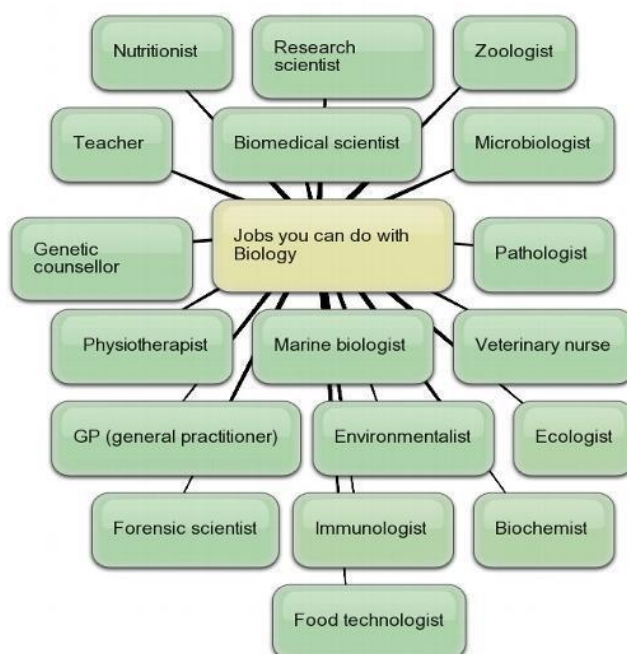 Nutritionist
Research
scientist
Zoologist
Teacher
Biomedical scientist
Microbiologist
Genetic
counsellor
Jobs you can do with
Biology
Pathologist
Physiotherapist
Marine biologist
Veterinary nurse
GP (general practitioner)
Environmentalist
Ecologist
Forensic scientist
Immunologist
Biochemist
Food technologist